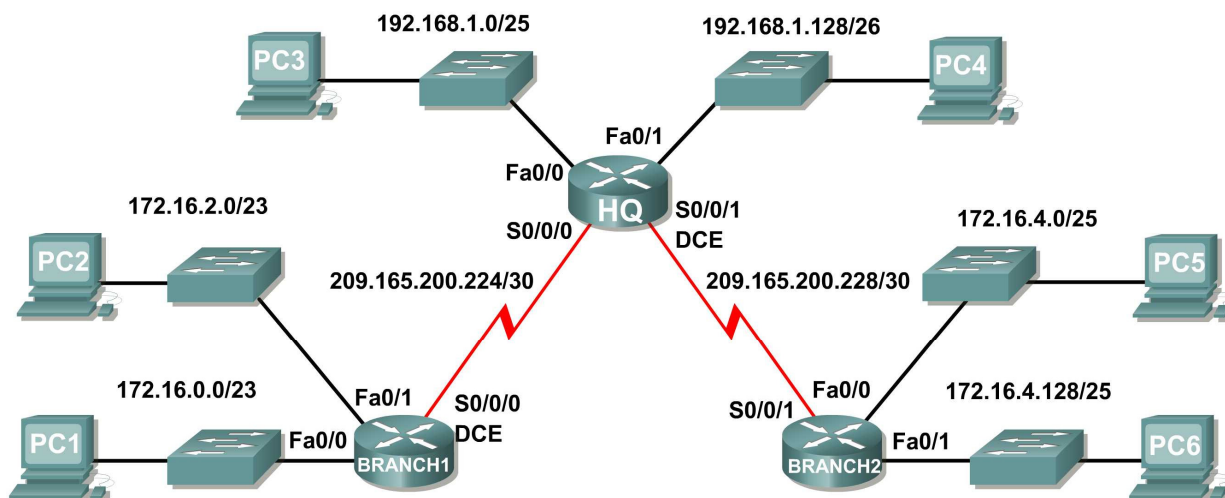 192.168.1.0/25
192.168.1.128/26
PC3
PC4
Fa0/1
Fa0/0
HQ
172.16.2.0/23
S0/0/0
S0/0/1
DCE
172.16.4.0/25
PC2
PC5
209.165.200.224/30
209.165.200.228/30
172.16.0.0/23
Fa0/1
S0/0/0
DCE
Fa0/0
S0/0/1
172.16.4.128/25
PC1
Fa0/0
BRANCH1
BRANCH2
Fa0/1
PC6